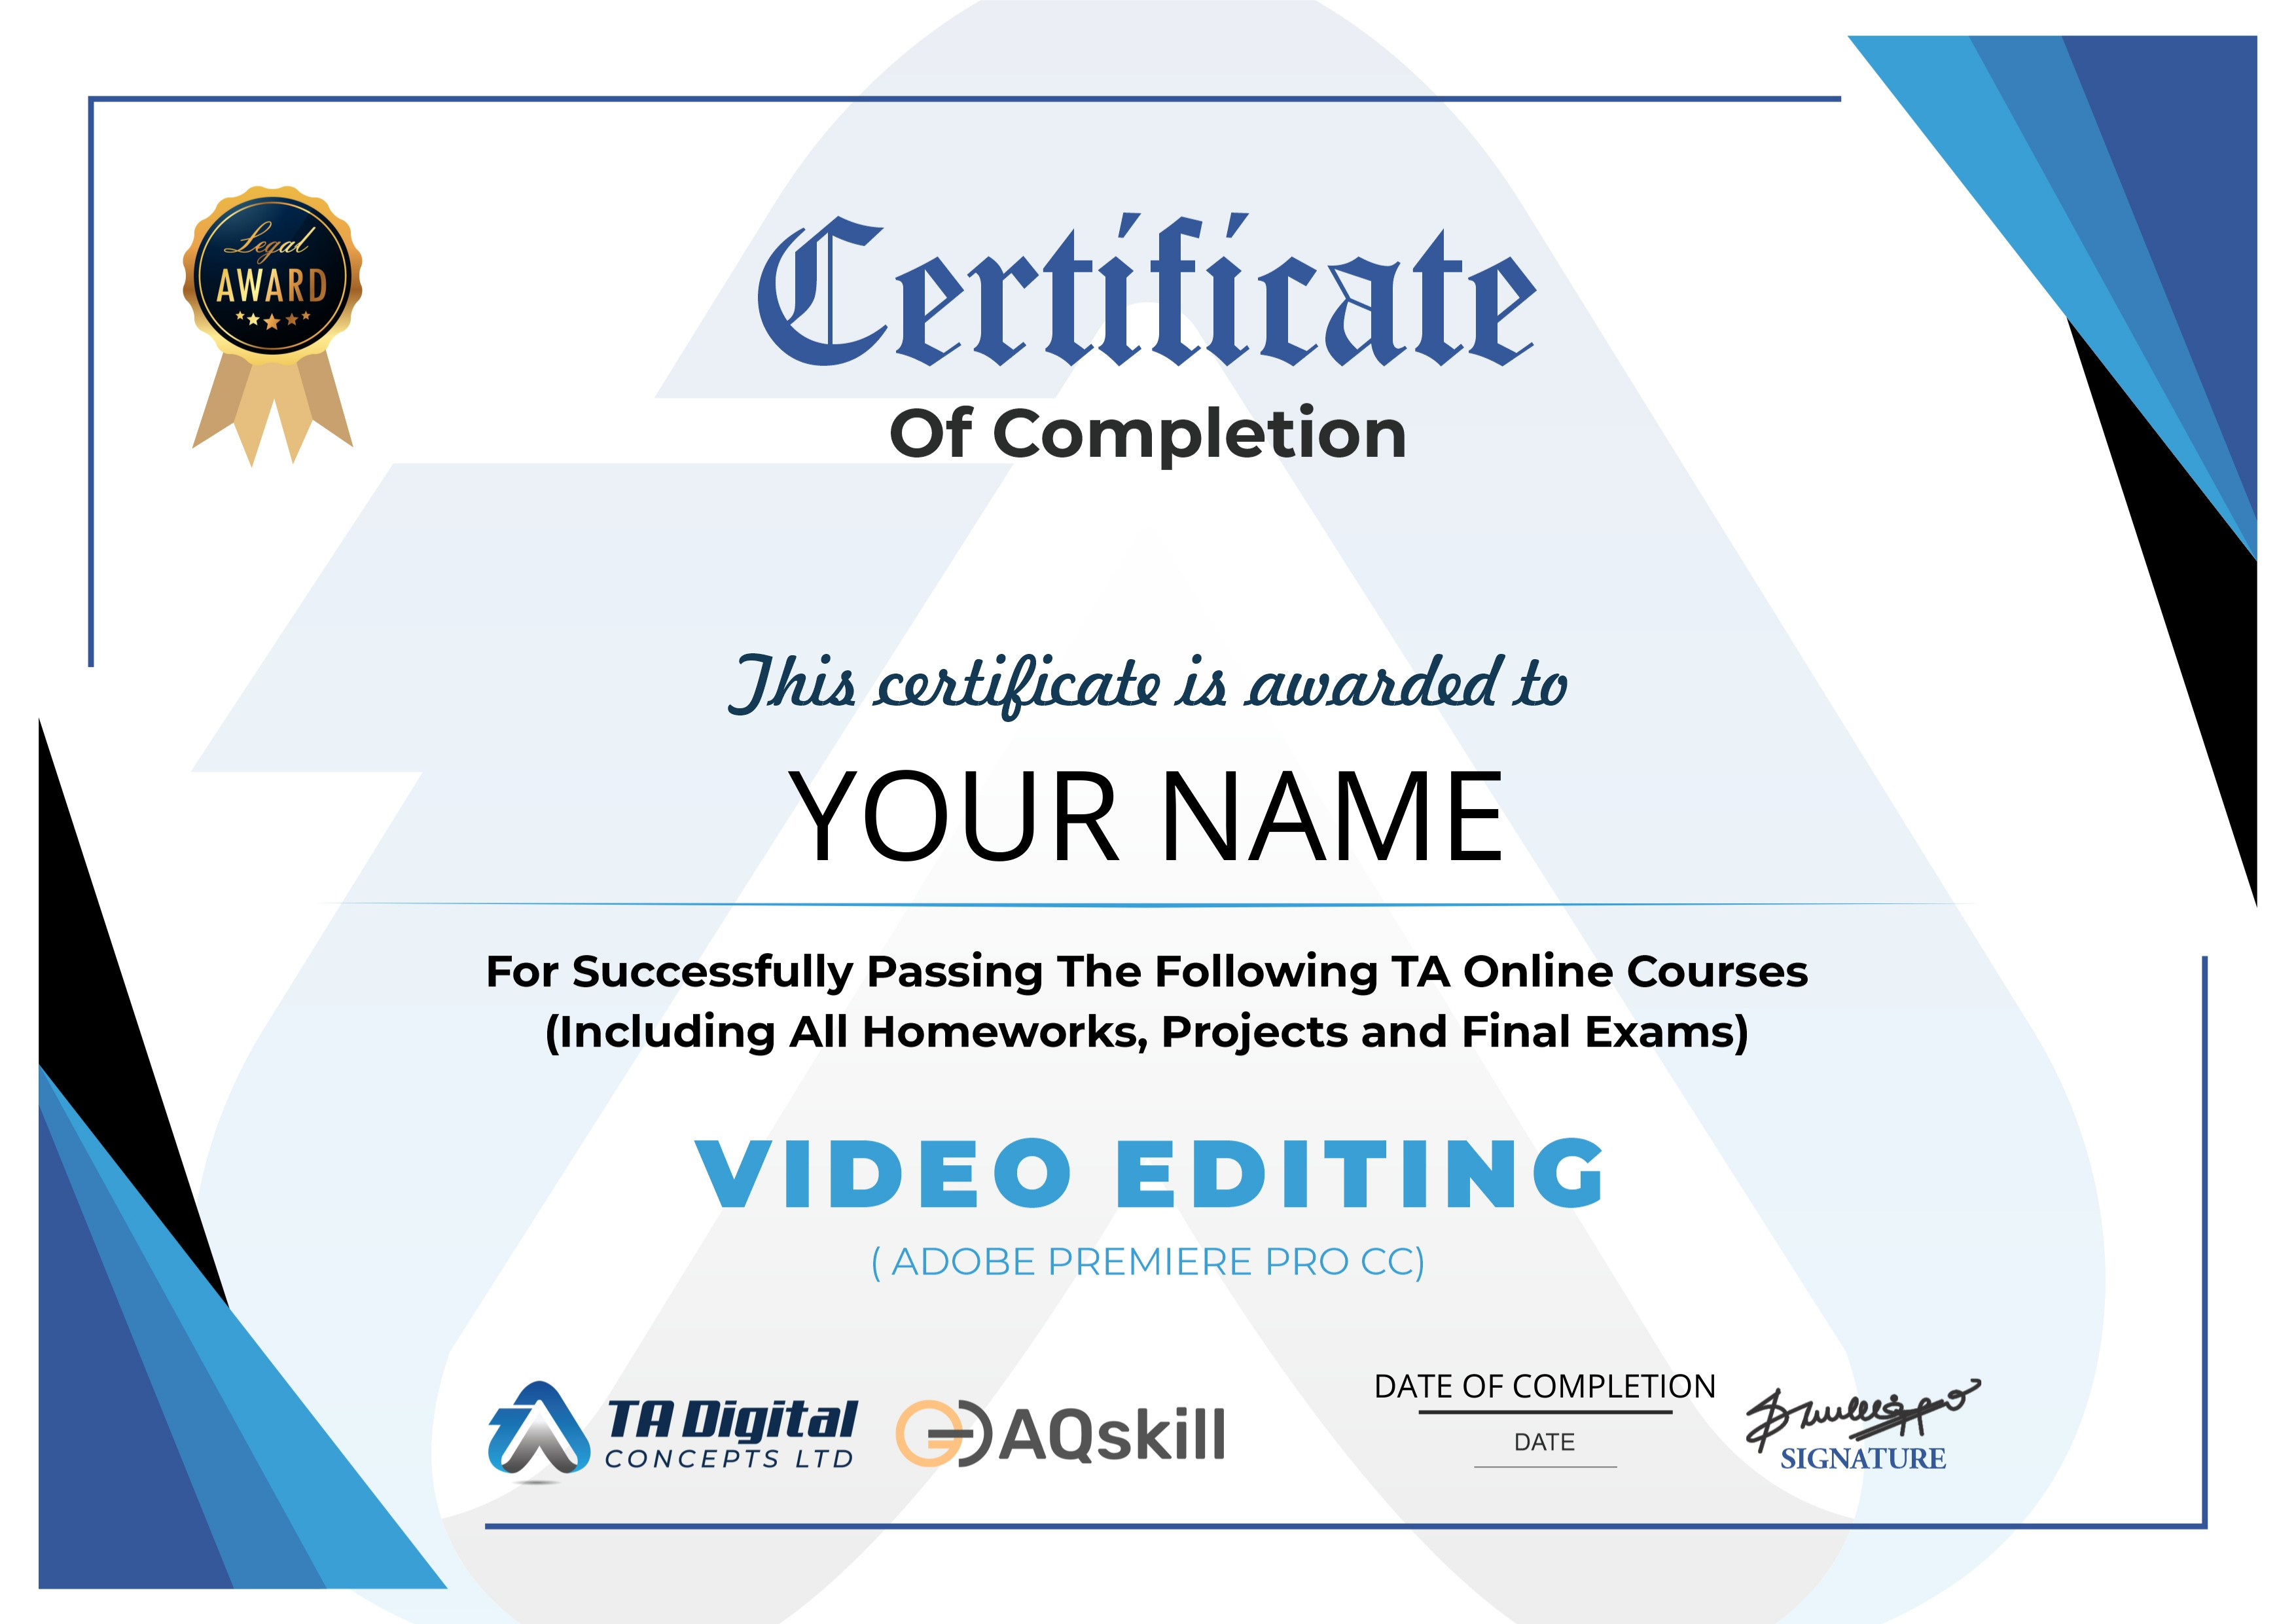 Legal
AWARD
Certificate
Of Completion
This certificate is awarded to
YOUR NAME
For Successfully Passing The Following TA Online Courses
(Including All Homeworks, Projects and Final Exams)
VIDEO EDITING
( ADOBE PREMIERE PRO CC)
TA Digital
CONCEPTS LTD
AQskill
DATE OF COMPLETION
DATE
SIGNATURE